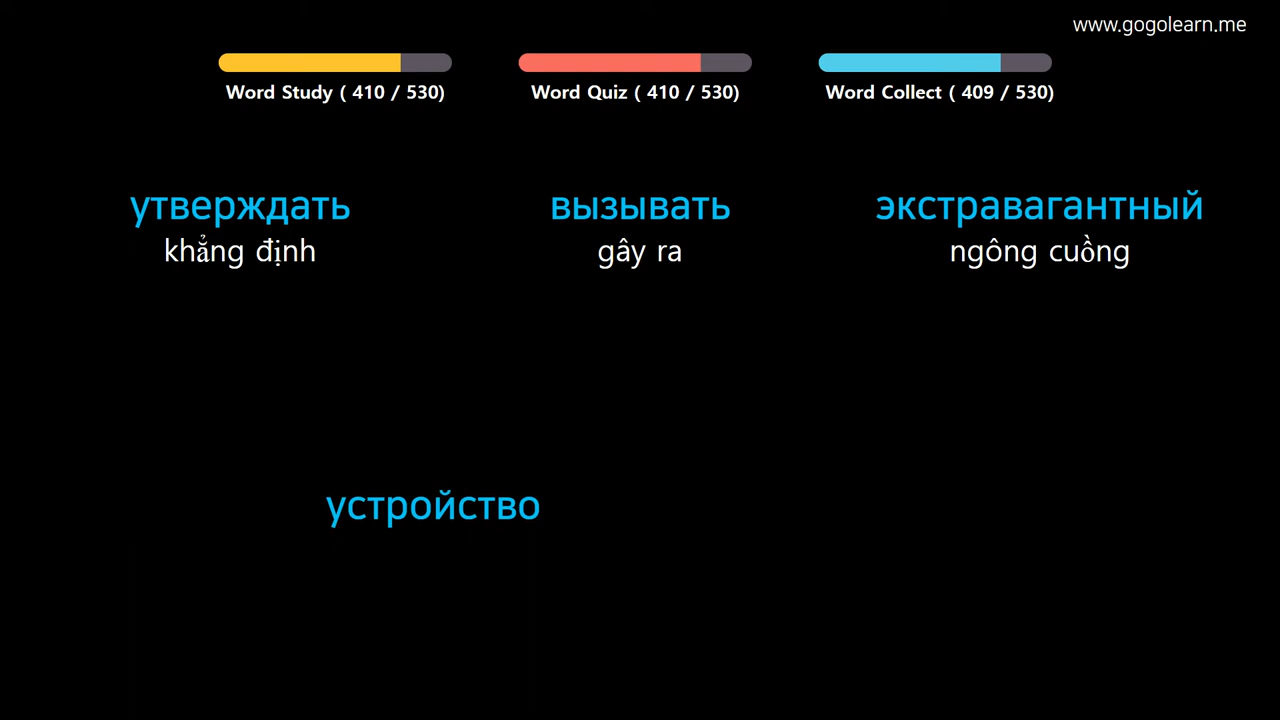 www.gogolearn.me
Word Study ( 410 / 530)
Word Quiz ( 410 / 530)
Word Collect ( 409 / 530)
утверждать
khẳng định
вызывать
gây ra
экстравагантный
ngông cuồng
устройство